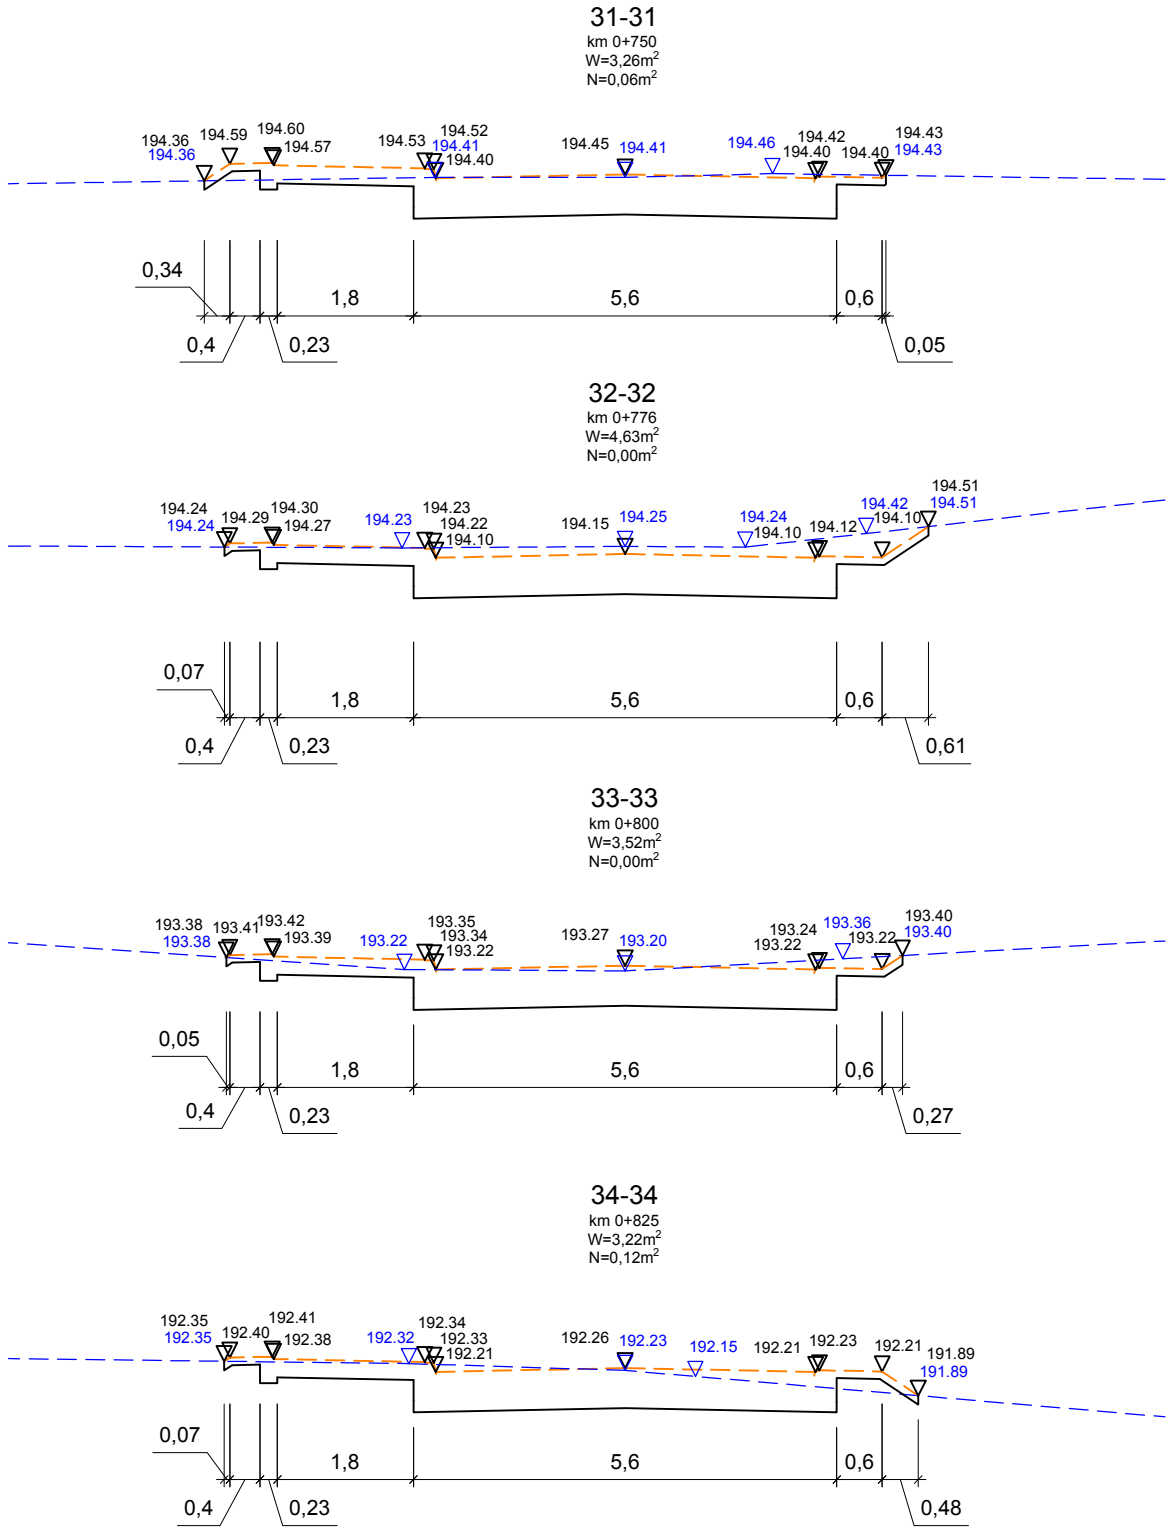 31-31
km 0+750
W=3,26m²
N=0,06m²
194.36 194.59 194.60 194.53 194.52 194.45 194.41 194.46 194.42 194.43
194.36 194.57 194.41 194.40 194.40 194.40 194.43
0,34 1,8 5,6 0,6
0,4 0,23 0,05
32-32
km 0+776
W=4,63m²
N=0,00m²
194.24 194.30 194.23 194.25 194.24 194.42 194.51
194.24 194.29 194.27 194.23 194.22 194.15 194.12 194.10 194.51
194.10 194.10
0,07 1,8 5,6 0,6
0,4 0,23 0,61
33-33
km 0+800
W=3,52m²
N=0,00m²
193.38 193.41 193.42 193.35 193.27 193.24 193.36 193.40
193.38 193.39 193.22 193.34 193.20 193.22 193.22 193.40
193.22
0,05 1,8 5,6 0,6
0,4 0,23 0,27
34-34
km 0+825
W=3,22m²
N=0,12m²
192.35 192.41 192.34
192.35 192.40 192.38 192.32 192.33 192.26 192.23 192.15 192.21 192.23 192.21 191.89
192.21 191.89
0,07 1,8 5,6 0,6
0,4 0,23 0,48